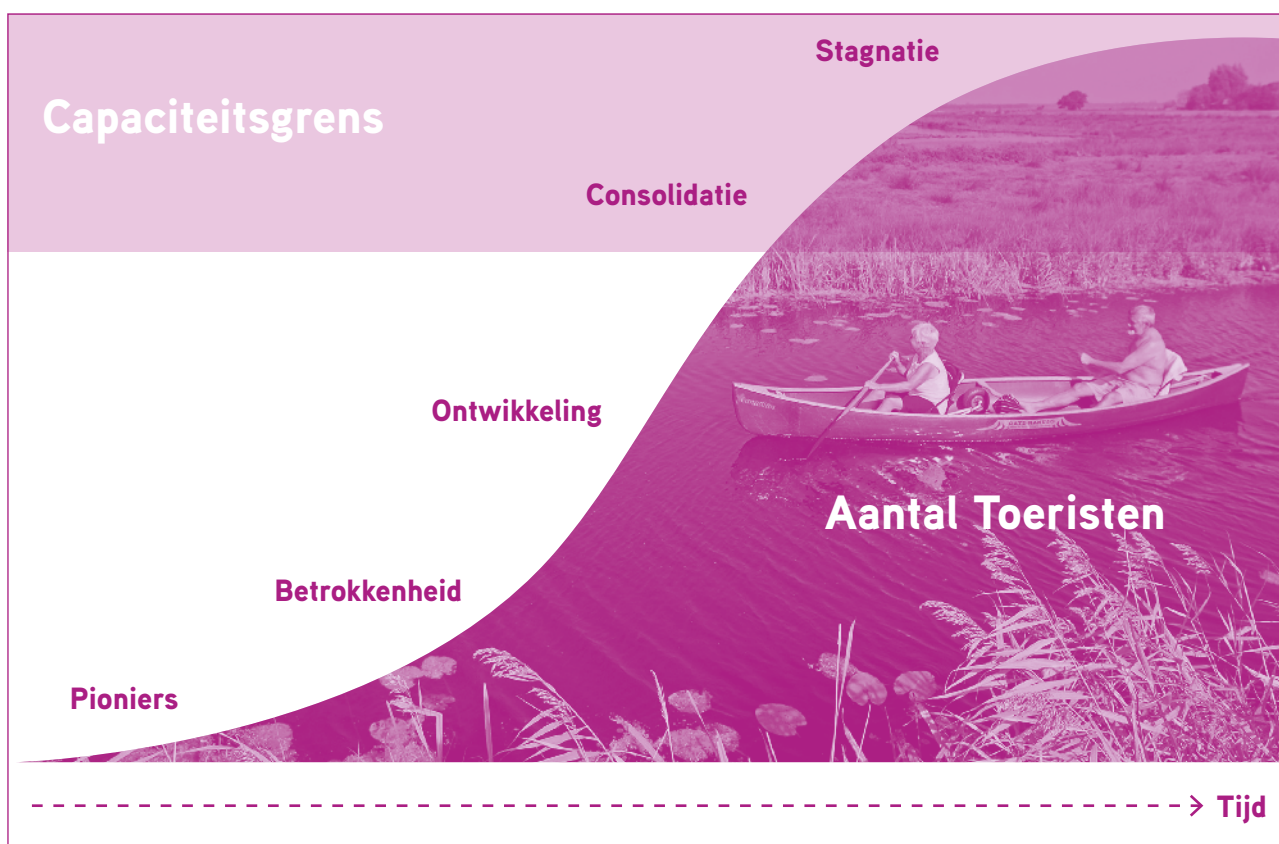 Stagnatie
Capaciteitsgrens
Consolidatie
Ontwikkeling
Aantal Toeristen
Betrokkenheid
Pioniers
Tijd